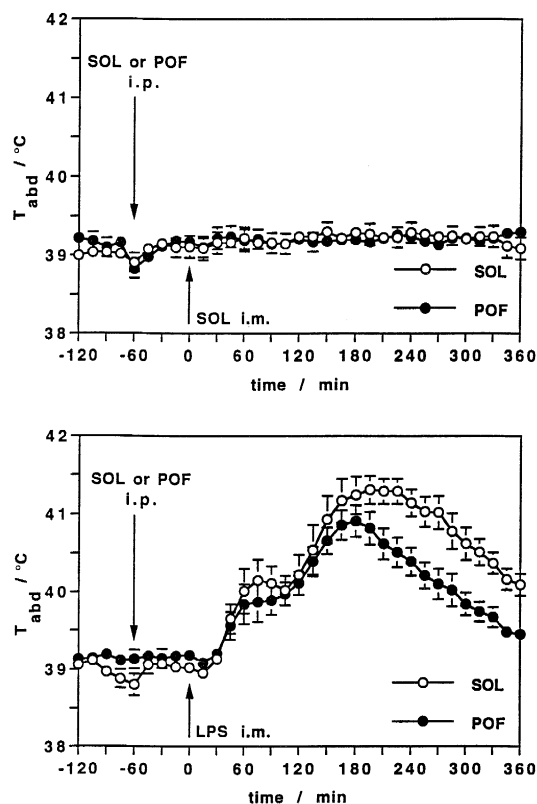 42
SOL or POF
i.p.
41
40
T abd / °C
39
SOL
POF
SOL i.m.
38
-120 -60 0 60 120 180 240 300 360
time / min
42
SOL or POF
i.p.
41
40
T abd / °C
39
SOL
POF
LPS i.m.
38
-120 -60 0 60 120 180 240 300 360
time / min